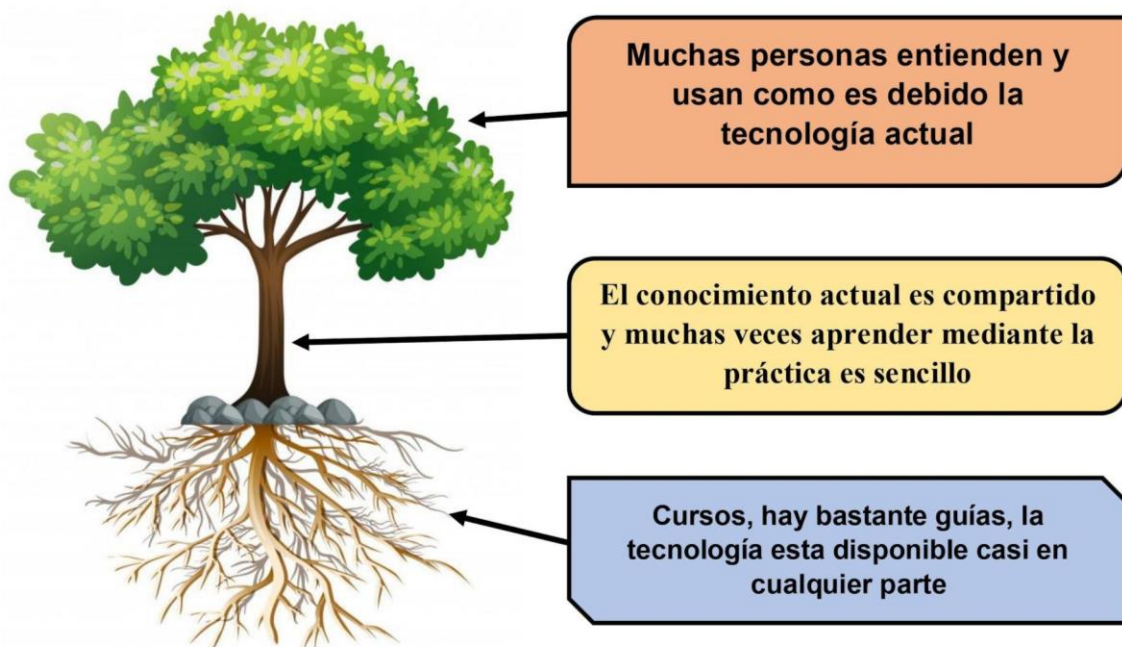 Muchas personas entienden y
usan como es debido la
tecnología actual
El conocimiento actual es compartido
y muchas veces aprender mediante la
práctica es sencillo
Cursos, hay bastante guías, la
tecnología esta disponible casi en
cualquier parte